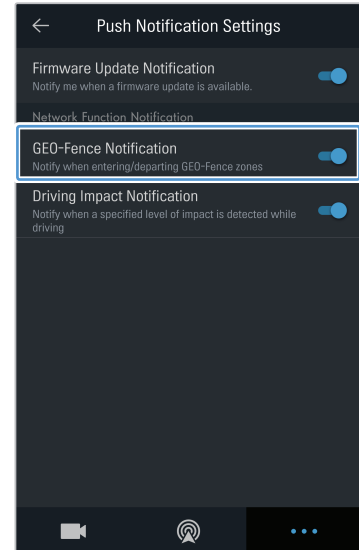 Push Notification Settings
Firmware Update Notification
Notify me when a firmware update is available.
Network Function Notification
GEO-Fence Notification
Notify when entering/departing GEO-Fence zones
Driving Impact Notification
Notify when a specified level of impact is detected while
driving